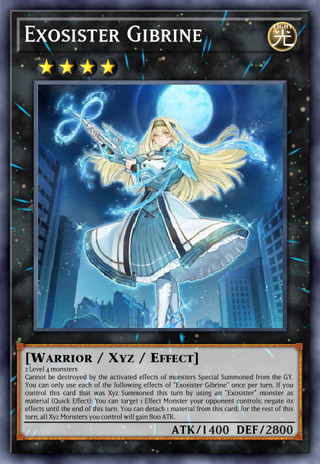 Exosister Gibrine
LIGHT
光
[Warrior / Xyz / Effect]
2 Level 4 monsters
Cannot be destroyed by the activated effects of monsters Special Summoned from the GY.
You can only use each of the following effects of "Exosister Gibrine" once per turn. If you
control this card that was Xyz Summoned this turn by using an "Exosister" monster as
material (Quick Effect): You can target 1 Effect Monster your opponent controls; negate its
effects until the end of this turn. You can detach 1 material from this card; for the rest of this
turn, all Xyz Monsters you control will gain 800 ATK.
ATK/1400 DEF/2800